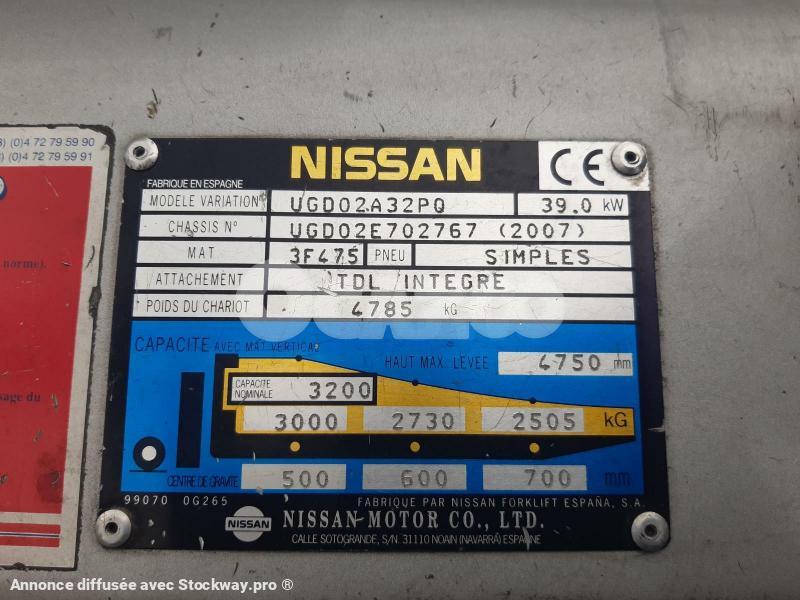 (0)4 72 79 59 90
(0)4 72 79 59 91
norme).
sage du
NISSAN
CE
FABRIQUE EN ESPAGNE
MODELE VARIATION UGD02A32PQ 39.0 kW
CHASSIS N° UGD02E702767 (2007)
MAT 3F475 PNEU SIMPLES
ATTACHEMENT TDL INTEGRE
POIDS DU CHARIOT 4785 kG
CAPACITE AVEC MAT VERTICAL
HAUT MAX. LEVEE 4750 mm
CAPACITE NOMINALE 3200
3000 2730 2505 kG
CENTRE DE GRAVITE 500 600 700 mm
99070 0G265
FABRIQUE PAR NISSAN FORKLIFT ESPAÑA, S.A.
NISSAN NISSAN MOTOR CO., LTD.
CALLE SOTOGRANDE, S/N. 31110 NOAIN (NAVARRA) ESPAGNE
Annonce diffusée avec Stockway.pro ®